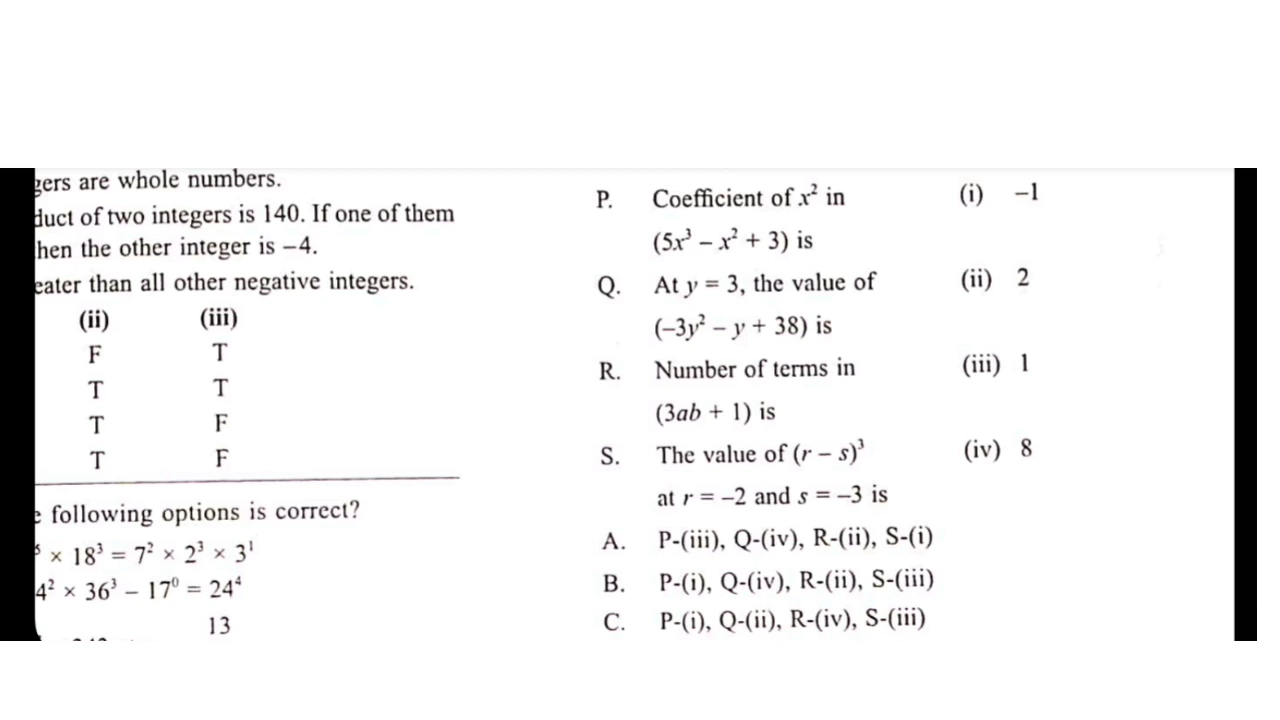 are whole numbers.
of two integers is 140. If one of them
the other integer is –4.
than all other negative integers.
(ii) (iii)
F T
T T
T F
T F
following options is correct?
× 18³ = 7² × 2³ × 3¹
4² × 36³ – 17⁰ = 24⁴
13
P. Coefficient of x² in (i) –1
(5x³ – x² + 3) is
Q. At y = 3, the value of (ii) 2
(–3y² – y + 38) is
R. Number of terms in (iii) 1
(3ab + 1) is
S. The value of (r – s)³ (iv) 8
at r = –2 and s = –3 is
A. P-(iii), Q-(iv), R-(ii), S-(i)
B. P-(i), Q-(iv), R-(ii), S-(iii)
C. P-(i), Q-(ii), R-(iv), S-(iii)